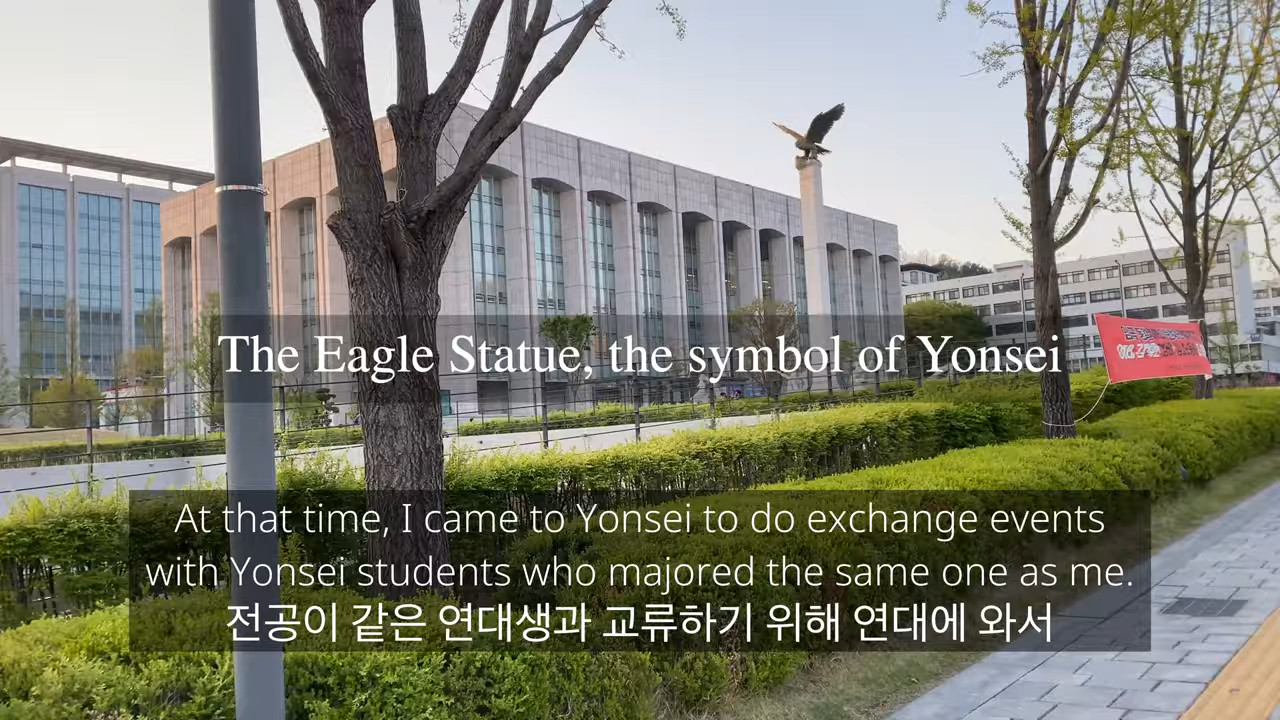 The Eagle Statue, the symbol of Yonsei
At that time, I came to Yonsei to do exchange events
with Yonsei students who majored the same one as me.
전공이 같은 연대생과 교류하기 위해 연대에 와서